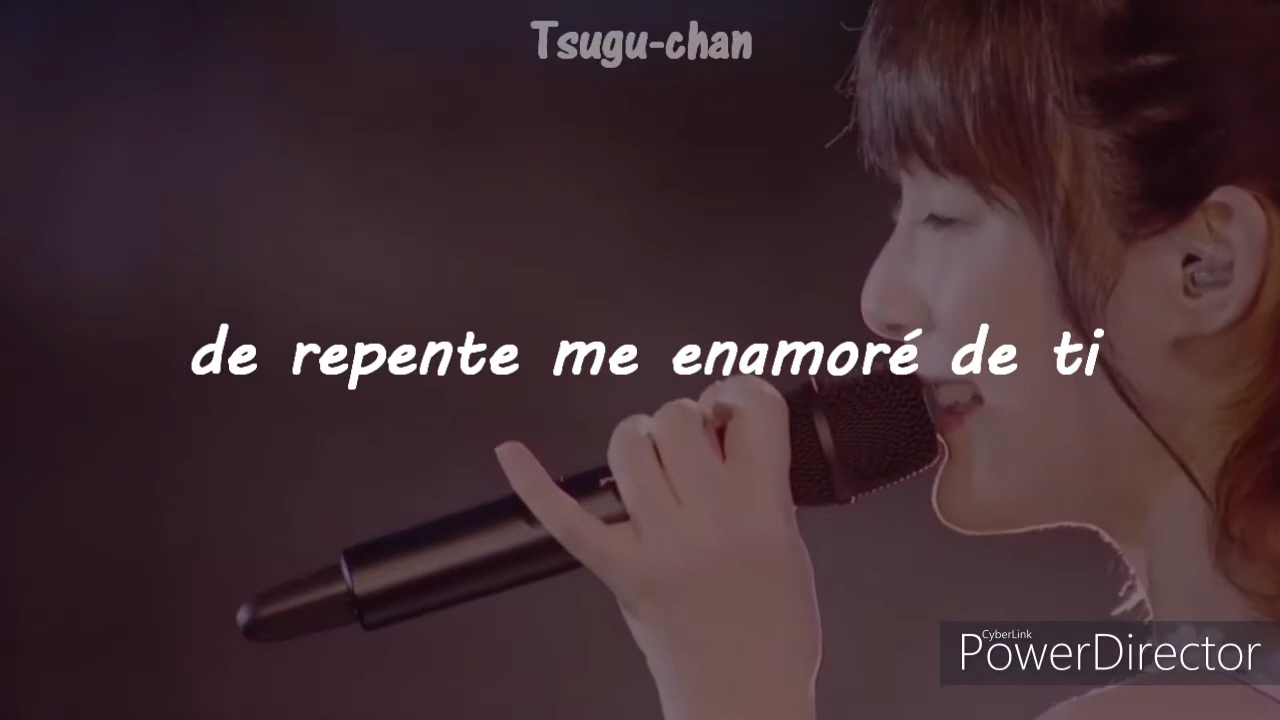 Tsugu-chan
de repente me enamoré de ti
CyberLink
PowerDirector